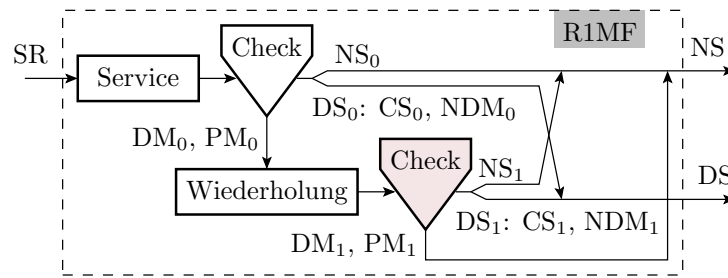 R1MF
SR
Check
NS
Service
NS₀
DS₀: CS₀, NDM₀
DM₀, PM₀
Check
Wiederholung
NS₁
DS
DS₁: CS₁, NDM₁
DM₁, PM₁